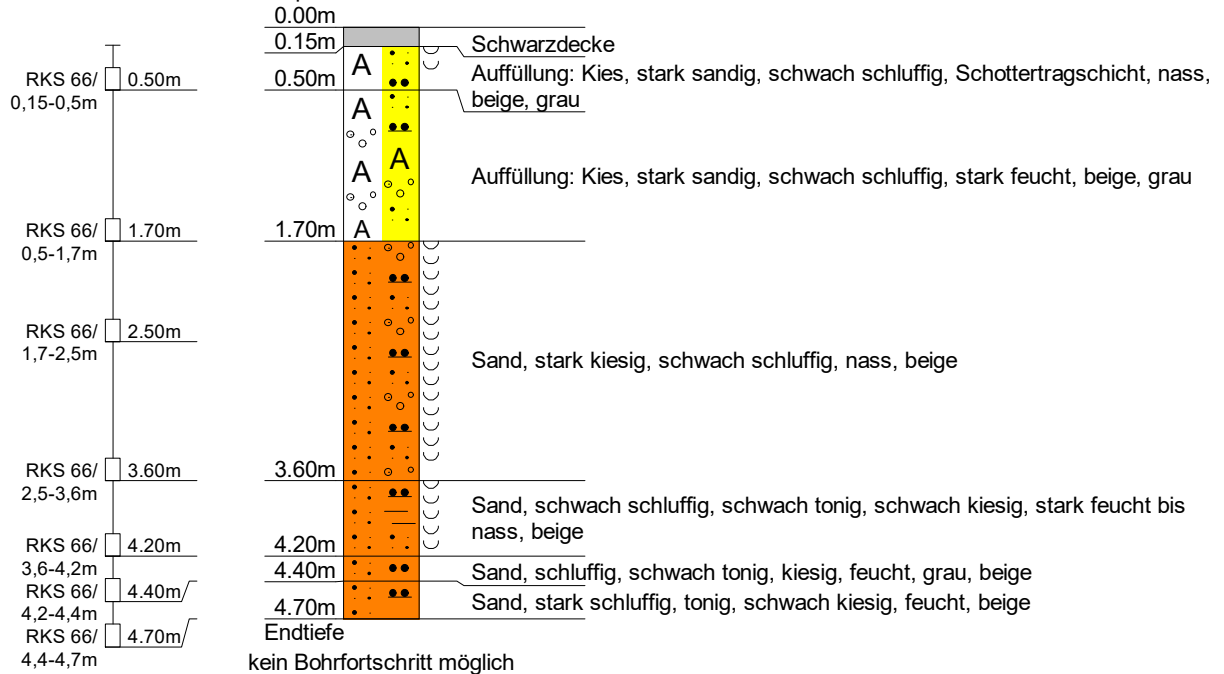 0.00m
0.15m
Schwarzdecke
A
RKS 66/
0.50m
0,15-0,5m
0.50m
Auffüllung: Kies, stark sandig, schwach schluffig, Schottertragschicht, nass,
beige, grau
A
A
A
Auffüllung: Kies, stark sandig, schwach schluffig, stark feucht, beige, grau
A
RKS 66/
1.70m
0,5-1,7m
1.70m
RKS 66/
2.50m
1,7-2,5m
Sand, stark kiesig, schwach schluffig, nass, beige
RKS 66/
3.60m
2,5-3,6m
3.60m
Sand, schwach schluffig, schwach tonig, schwach kiesig, stark feucht bis
nass, beige
RKS 66/
4.20m
3,6-4,2m
4.20m
RKS 66/
4.40m
4,2-4,4m
4.40m
Sand, schluffig, schwach tonig, kiesig, feucht, grau, beige
Sand, stark schluffig, tonig, schwach kiesig, feucht, beige
4.70m
RKS 66/
4.70m
4,4-4,7m
Endtiefe
kein Bohrfortschritt möglich